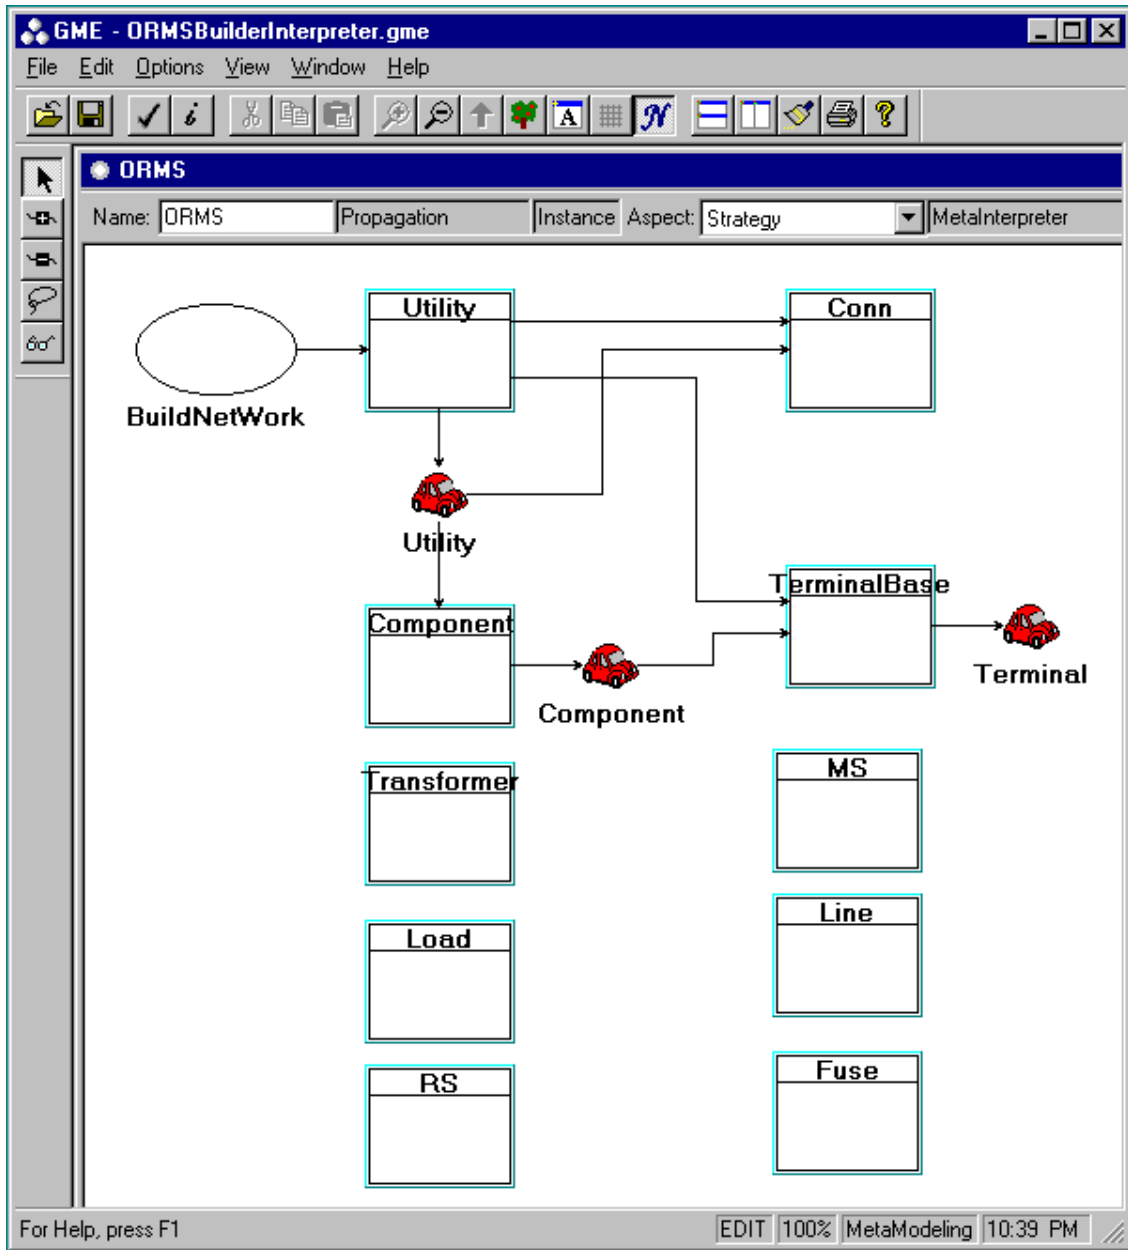 GME - ORMSBuilderInterpreter.gme
File Edit Options View Window Help
A N ?
ORMS
Name: ORMS Propagation Instance Aspect: Strategy MetaInterpreter
Utility Conn
BuildNetWork
Utility
TerminalBase
Component
Terminal
Component
MS
Transformer
Line
Load
Fuse
RS
For Help, press F1 EDIT 100% MetaModeling 10:39 PM